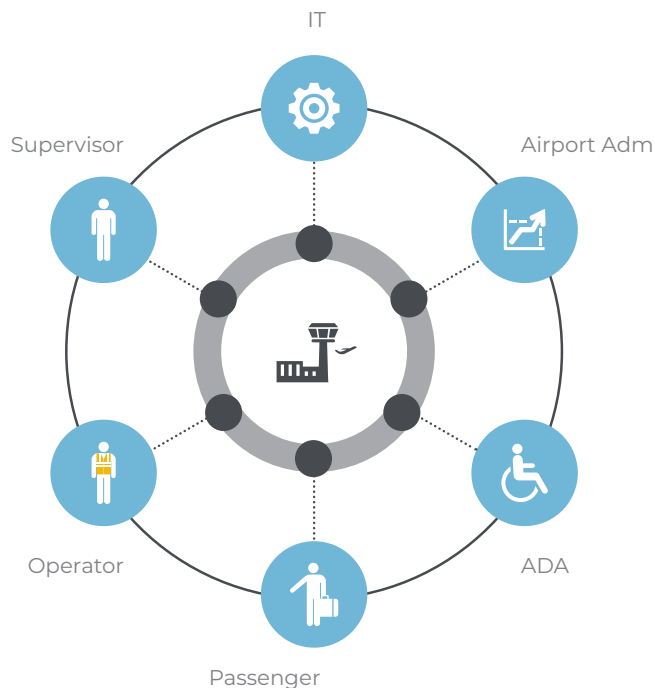 IT
Supervisor
Airport Adm
Operator
ADA
Passenger